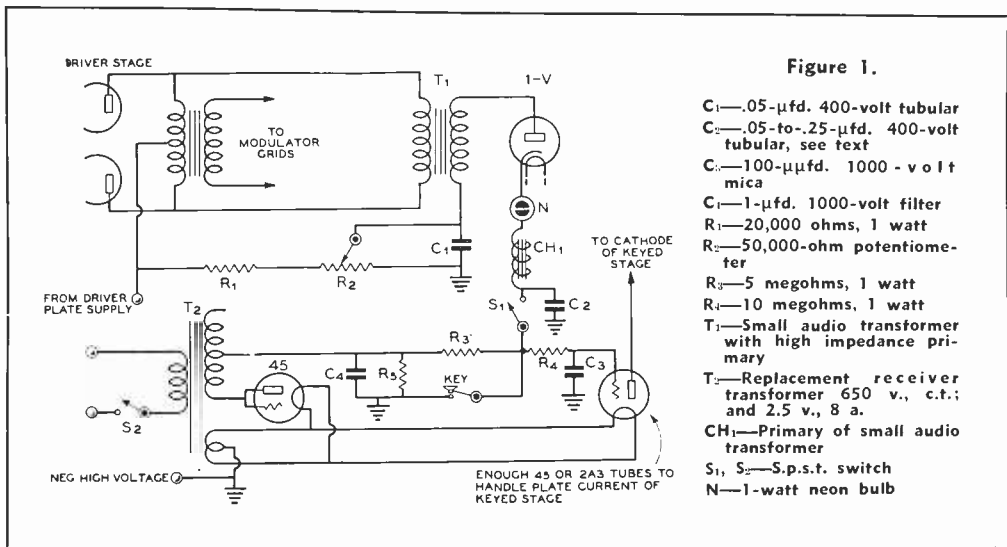 DRIVER STAGE
T₁
1-V
TO
MODULATOR
GRIDS
N
CH₁
TO CATHODE
OF KEYED
STAGE
C₁
R₁
R₂
C₂
S₁
FROM DRIVER
PLATE SUPPLY
T₂
45
R₃
R₄
C₃
C₄
R₅
KEY
S₂
NEG HIGH VOLTAGE
ENOUGH 45 OR 2A3 TUBES TO
HANDLE PLATE CURRENT OF
KEYED STAGE
Figure 1.
C₁—.05-µfd. 400-volt tubular
C₂—.05-to-.25-µfd. 400-volt
tubular, see text
C₃—100-µµfd. 1000-volt
mica
C₄—1-µfd. 1000-volt filter
R₁—20,000 ohms, 1 watt
R₂—50,000-ohm potentiome-
ter
R₃—5 megohms, 1 watt
R₄—10 megohms, 1 watt
T₁—Small audio transformer
with high impedance pri-
mary
T₂—Replacement receiver
transformer 650 v., c.t.;
and 2.5 v., 8 a.
CH₁—Primary of small audio
transformer
S₁, S₂—S.p.s.t. switch
N—1-watt neon bulb